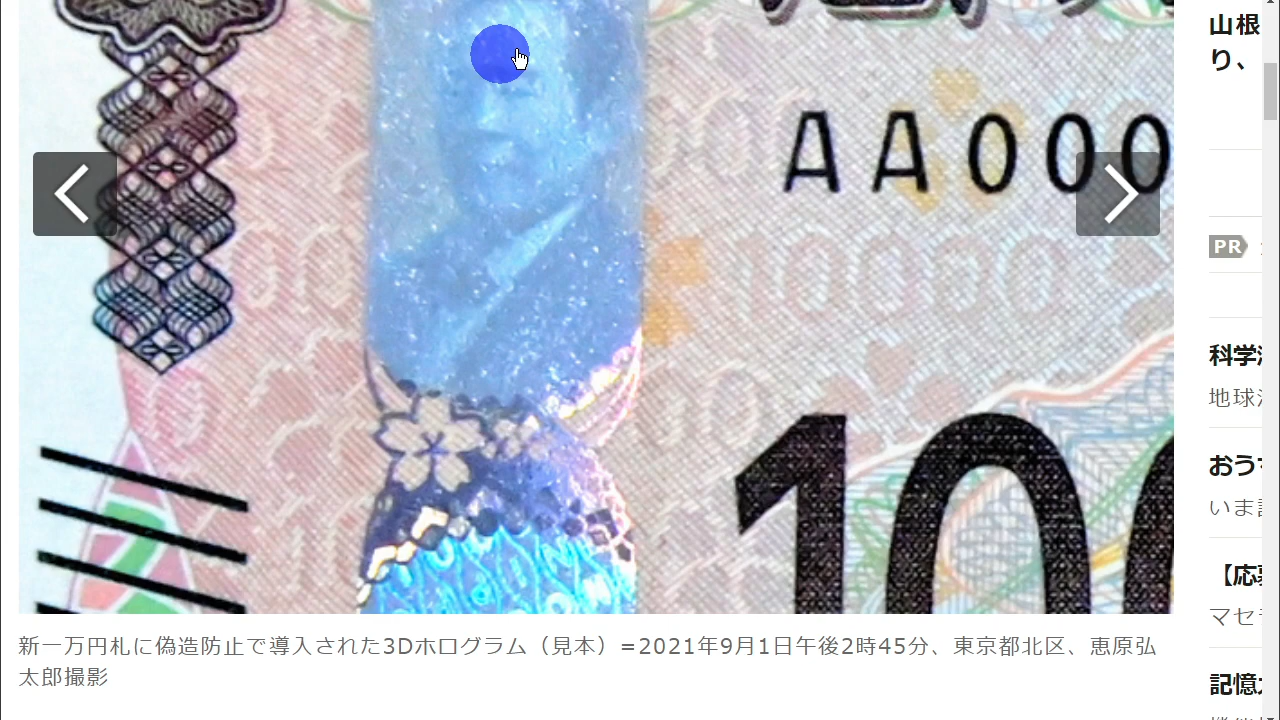 AA000
100
新一万円札に偽造防止で導入された3Dホログラム（見本）＝2021年9月1日午後2時45分、東京都北区、恵原弘
太郎撮影
山根
り、
PR
科学
地球
おう
いま
【応
マセ
記憶